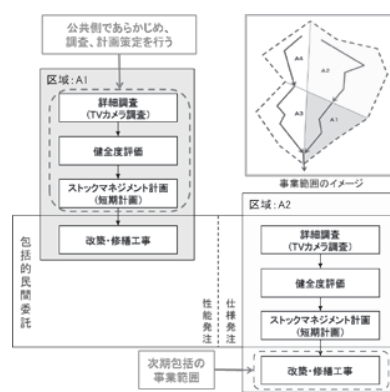 公共側であらかじめ、
調査、計画策定を行う
区域：A1
詳細調査
(TVカメラ調査)
健全度評価
ストックマネジメント計画
(短期計画)
改築・修繕工事
A4
A2
A3
A1
事業範囲のイメージ
区域：A2
詳細調査
(TVカメラ調査)
健全度評価
ストックマネジメント計画
(短期計画)
改築・修繕工事
包括的民間委託
性能発注
仕様発注
次期包括の
事業範囲